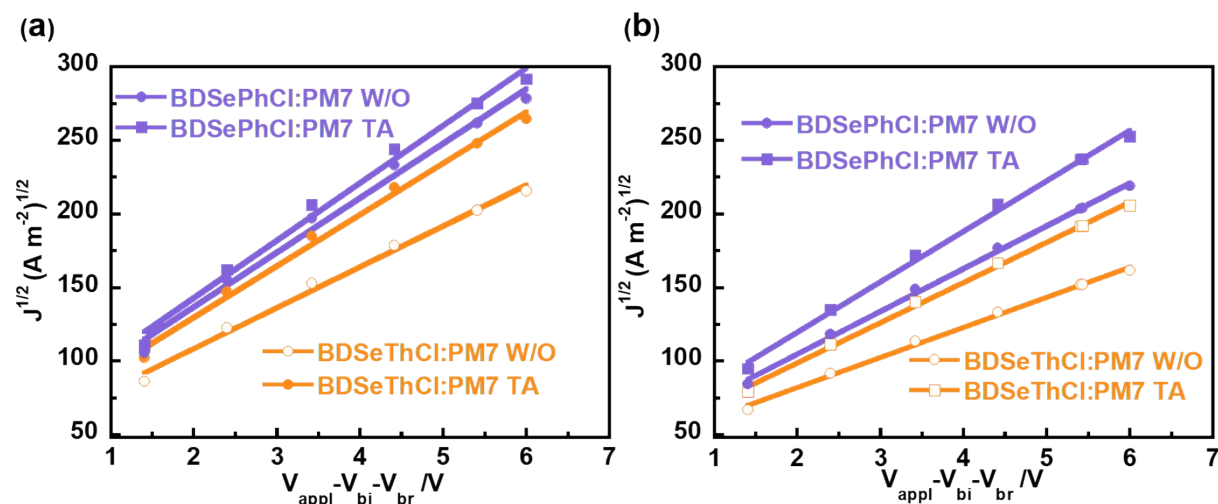 (a)
300
250
200
150
100
50
J1/2 (A m-2)1/2
BDSePhCl:PM7 W/O
BDSePhCl:PM7 TA
BDSeThCl:PM7 W/O
BDSeThCl:PM7 TA
1 2 3 4 5 6 7
Vappl-Vbi-Vbr /V
(b)
300
250
200
150
100
50
J1/2 (A m-2)1/2
BDSePhCl:PM7 W/O
BDSePhCl:PM7 TA
BDSeThCl:PM7 W/O
BDSeThCl:PM7 TA
1 2 3 4 5 6 7
Vappl-Vbi-Vbr /V